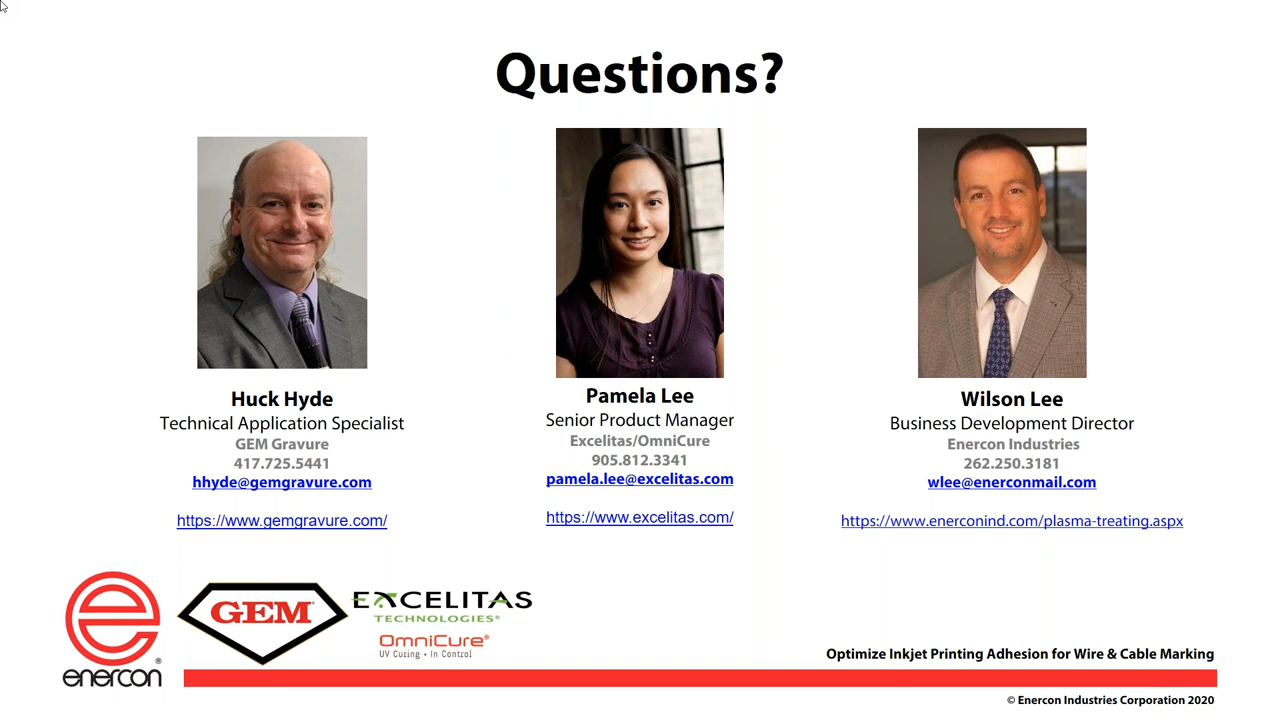 Questions?
Huck Hyde
Technical Application Specialist
GEM Gravure
417.725.5441
hhyde@gemgravure.com
https://www.gemgravure.com/
Pamela Lee
Senior Product Manager
Excelitas/OmniCure
905.812.3341
pamela.lee@excelitas.com
https://www.excelitas.com/
Wilson Lee
Business Development Director
Enercon Industries
262.250.3181
wlee@enerconmail.com
https://www.enerconind.com/plasma-treating.aspx
enercon®
GEM®
EXCELITAS
TECHNOLOGIES®
OmniCure®
UV Curing • In Control
Optimize Inkjet Printing Adhesion for Wire & Cable Marking
© Enercon Industries Corporation 2020